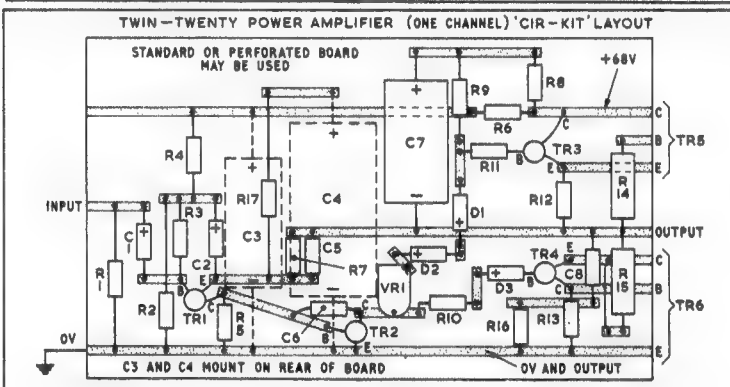 TWIN-TWENTY POWER AMPLIFIER (ONE CHANNEL) 'CIR-KIT' LAYOUT
STANDARD OR PERFORATED BOARD
MAY BE USED
+68V
R9
R8
C7
R6
C
C
B
E
TR5
TR3
R4
R11
B
E
R17
C4
R12
R
14
C3
INPUT
R3
C
1
C2
D1
OUTPUT
C5
R7
D2
TR4
E
C8
R
15
C
B
TR6
R
1
B
E
VR1
D3
B
C
R2
TR1
R
5
C6
C
R10
B
TR2
R16
R13
0V
E
E
C3 AND C4 MOUNT ON REAR OF BOARD
0V AND OUTPUT